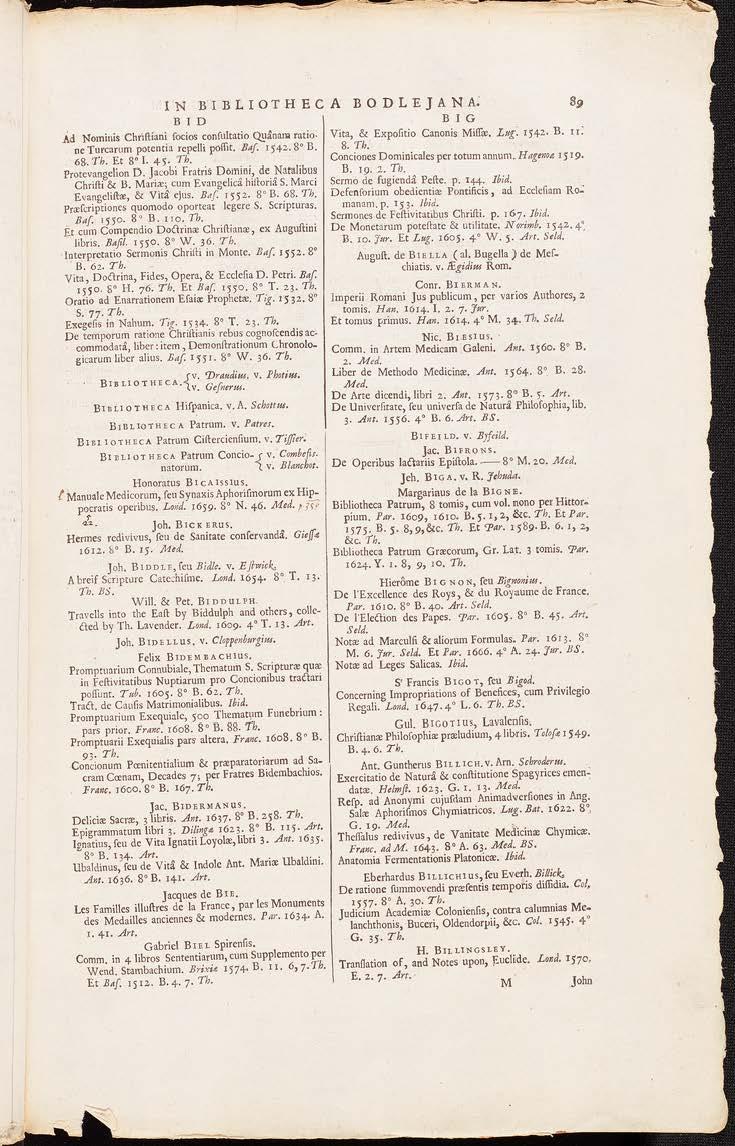 IN BIBLIOTHECA BODLEJANA. 89
BID
Ad Nominis Chriſtiani ſocios conſultatio Quânam ratio-
ne Turcarum potentia repelli poſſit. Baſ. 1542. 8° B.
68. Th. Et 8° I. 45. Th.
Protevangelion D. Jacobi Fratris Domini, de Natalibus
Chriſti & B. Mariæ; cum Evangelicâ hiſtoriâ S. Marci
Evangeliſtæ, & Vitâ ejus. Baſ. 1552. 8° B. 68. Th.
Præſcriptiones quomodo oporteat legere S. Scripturas.
Baſ. 1550. 8° B. 110. Th.
Et cum Compendio Doctrinæ Chriſtianæ, ex Auguſtini
libris. Baſil. 1550. 8° W. 36. Th.
Interpretatio Sermonis Chriſti in Monte. Baſ. 1552. 8°
B. 62. Th.
Vita, Doctrina, Fides, Opera, & Eccleſia D. Petri. Baſ.
1550. 8° H. 76. Th. Et Baſ. 1550. 8° T. 23. Th.
Oratio ad Enarrationem Eſaiæ Prophetæ. Tig. 1532. 8°
S. 77. Th.
Exegeſis in Nahum. Tig. 1534. 8° T. 23. Th.
De temporum ratione Chriſtianis rebus cognoſcendis ac-
commodatâ, liber: item, Demonſtrationum Chronolo-
gicarum liber alius. Baſ. 1551. 8° W. 36. Th.
BIBLIOTHECA. { v. Draudius, v. Photius.
v. Geſnerus.
BIBLIOTHECA Hiſpanica. v. A. Schottus.
BIBLIOTHECA Patrum. v. Patres.
BIBLIOTHECA Patrum Ciſtercienſium. v. Tiſſier.
BIBLIOTHECA Patrum Concio- { v. Combefis.
natorum. v. Blanchot.
Honoratus BICAISSIUS.
Manuale Medicorum, ſeu Synaxis Aphoriſmorum ex Hip-
pocratis operibus. Lond. 1659. 8° N. 46. Med.
Joh. BICKERUS.
Hermes redivivus, ſeu de Sanitate conſervandâ. Gieſſæ
1612. 8° B. 15. Med.
Joh. BIDDLE, ſeu Bidle. v. Eſtwick.
A breif Scripture Catechiſme. Lond. 1654. 8° T. 13.
Th. BS.
Will. & Pet. BIDDULPH.
Travells into the Eaſt by Biddulph and others, colle-
cted by Th. Lavender. Lond. 1609. 4° T. 13. Art.
Joh. BIDELLUS. v. Cloppenburgius.
Felix BIDEMBACHIUS.
Promptuarium Connubiale, Thematum S. Scripturæ quæ
in Feſtivitatibus Nuptiarum pro Concionibus tractari
poſſunt. Tub. 1605. 8° B. 62. Th.
Tract. de Cauſis Matrimonialibus. Ibid.
Promptuarium Exequiale, 500 Thematum Funebrium:
pars prior. Franc. 1608. 8° B. 88. Th.
Promptuarii Exequialis pars altera. Franc. 1608. 8° B.
93. Th.
Concionum Pœnitentialium & præparatoriarum ad Sa-
cram Cœnam, Decades 7; per Fratres Bidembachios.
Franc. 1600. 8° B. 167. Th.
Jac. BIDERMANUS.
Deliciæ Sacræ, 3 libris. Ant. 1637. 8° B. 258. Th.
Epigrammatum libri 3. Dilingæ 1623. 8° B. 115. Art.
Ignatius, ſeu de Vita Ignatii Loyolæ, libri 3. Ant. 1635.
8° B. 134. Art.
Ubaldinus, ſeu de Vitâ & Indole Ant. Mariæ Ubaldini.
Ant. 1636. 8° B. 141. Art.
Jacques de BIE.
Les Familles illuſtres de la France, par les Monuments
des Medailles anciennes & modernes. Par. 1634. A.
1. 41. Art.
Gabriel BIEL Spirenſis.
Comm. in 4 libros Sententiarum, cum Supplemento per
Wend. Stambachium. Brixiæ 1574. B. 11. 6, 7. Th.
Et Baſ. 1512. B. 4. 7. Th.
BIG
Vita, & Expoſitio Canonis Miſſæ. Lug. 1542. B. 11.
8. Th.
Conciones Dominicales per totum annum. Hagenoæ 1519.
B. 19. 2. Th.
Sermo de fugiendâ Peſte. p. 144. Ibid.
Defenſorium obedientiæ Pontificis, ad Eccleſiam Ro-
manam. p. 153. Ibid.
Sermones de Feſtivitatibus Chriſti. p. 167. Ibid.
De Monetarum poteſtate & utilitate. Norimb. 1542. 4°.
B. 10. Jur. Et Lug. 1605. 4° W. 5. Art. Seld.
Auguſt. de BIELLA (al. Bugella) de Meſ-
chiatis. v. Ægidius Rom.
Conr. BIERMAN.
Imperii Romani Jus publicum, per varios Authores, 2
tomis. Han. 1614. I. 2. 7. Jur.
Et tomus primus. Han. 1614. 4° M. 34. Th. Seld.
Nic. BIESIUS.
Comm. in Artem Medicam Galeni. Ant. 1560. 8° B.
2. Med.
Liber de Methodo Medicinæ. Ant. 1564. 8° B. 28.
Med.
De Arte dicendi, libri 2. Ant. 1573. 8° B. 5. Art.
De Univerſitate, ſeu univerſa de Naturâ Philoſophia, lib.
3. Ant. 1556. 4° B. 6. Art. BS.
BIFEILD. v. Byfeild.
Jac. BIFRONS.
De Operibus lactariis Epiſtola. —— 8° M. 20. Med.
Jeh. BIGA. v. R. Jehuda.
Margarinus de la BIGNE.
Bibliotheca Patrum, 8 tomis, cum vol. nono per Hittor-
pium. Par. 1609, 1610. B. 5. 1, 2, &c. Th. Et Par.
1575. B. 5. 8, 9, &c. Th. Et Par. 1589. B. 6. 1, 2,
&c. Th.
Bibliotheca Patrum Græcorum, Gr. Lat. 3 tomis. Par.
1624. Y. 1. 8, 9, 10. Th.
Hierôme BIGNON, ſeu Bignonius.
De l'Excellence des Roys, & du Royaume de France.
Par. 1610. 8° B. 40. Art. Seld.
De l'Election des Papes. Par. 1605. 8° B. 45. Art.
Seld.
Notæ ad Marculfi & aliorum Formulas. Par. 1613. 8°
M. 6. Jur. Seld. Et Par. 1666. 4° A. 24. Jur. BS.
Notæ ad Leges Salicas. Ibid.
Sʳ Francis BIGOT, ſeu Bigod.
Concerning Impropriations of Benefices, cum Privilegio
Regali. Lond. 1647. 4° L. 6. Th. BS.
Gul. BIGOTIUS, Lavalenſis.
Chriſtianæ Philoſophiæ præludium, 4 libris. Toloſæ 1549.
B. 4. 6. Th.
Ant. Guntherus BILLICH. v. Arn. Schroderus.
Exercitatio de Naturâ & conſtitutione Spagyrices emen-
datæ. Helmſt. 1623. G. 1. 13. Med.
Reſp. ad Anonymi cujuſdam Animadverſiones in Ang.
Salæ Aphoriſmos Chymiatricos. Lug. Bat. 1622. 8°.
G. 19. Med.
Theſſalus redivivus, de Vanitate Medicinæ Chymicæ.
Franc. ad M. 1643. 8° A. 63. Med. BS.
Anatomia Fermentationis Platonicæ. Ibid.
Eberhardus BILLICHIUS, ſeu Everh. Billick.
De ratione ſummovendi præſentis temporis diſſidia. Col.
1557. 8° A. 30. Th.
Judicium Academiæ Colonienſis, contra calumnias Me-
lanchthonis, Buceri, Oldendorpii, &c. Col. 1545. 4°
G. 35. Th.
H. BILLINGSLEY.
Tranſlation of, and Notes upon, Euclide. Lond. 1570.
E. 2. 7. Art.
M John